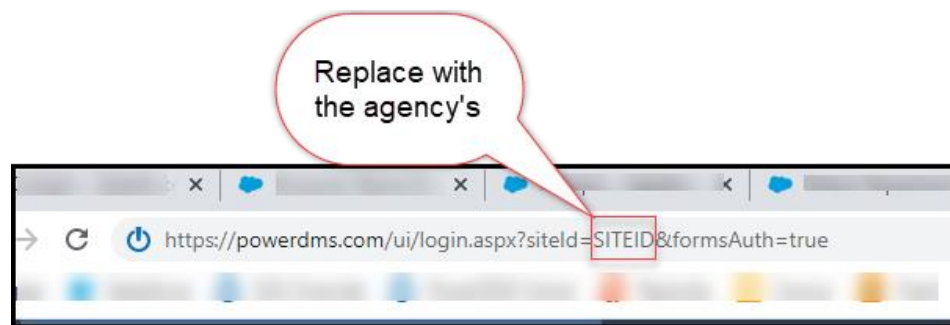 Replace with
the agency's
https://powerdms.com/ui/login.aspx?siteId=SITEID&formsAuth=true